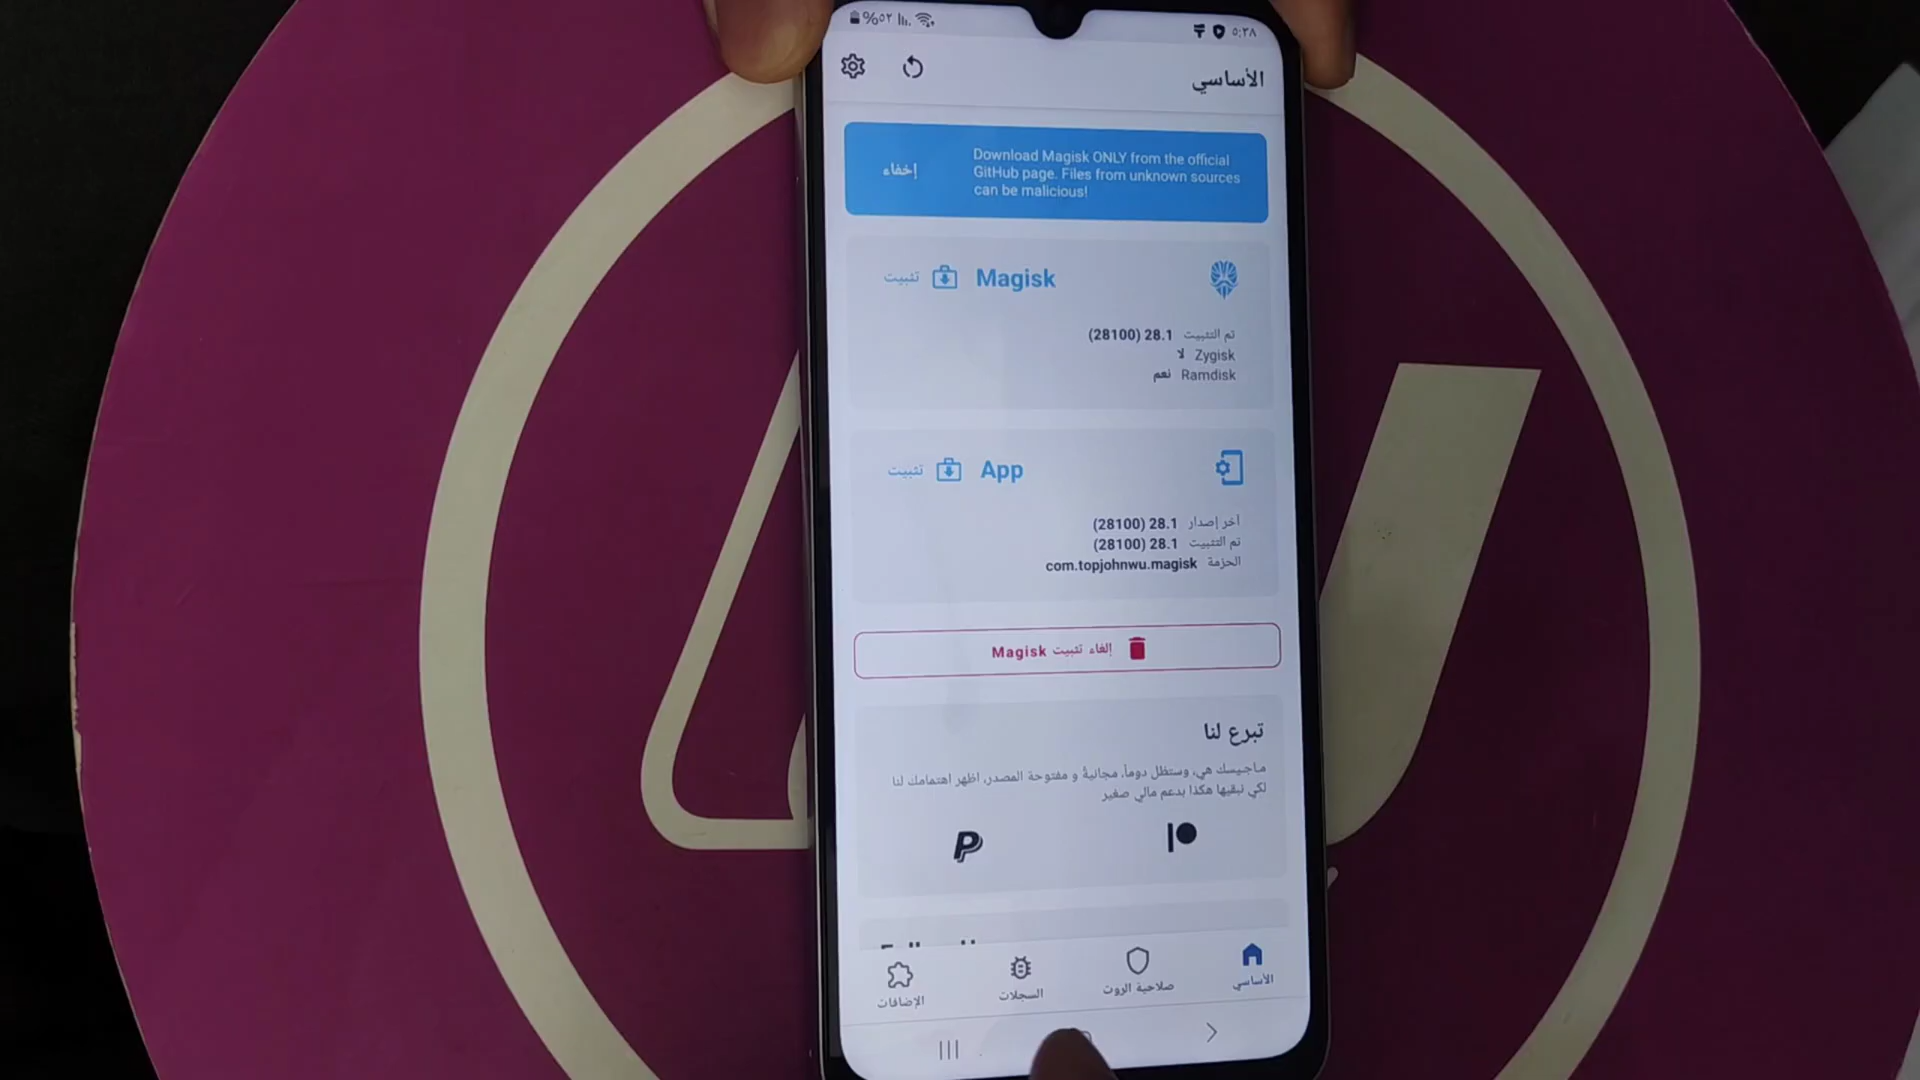 %٥٢
٥:٢٨
الأساسي
Download Magisk ONLY from the official
GitHub page. Files from unknown sources
can be malicious!
إخفاء
Magisk
تثبيت
تم التثبيت 28.1 (28100)
Zygisk لا
Ramdisk نعم
App
تثبيت
آخر إصدار 28.1 (28100)
تم التثبيت 28.1 (28100)
الحزمة com.topjohnwu.magisk
إلغاء تثبيت Magisk
تبرع لنا
ماجيسك هي، وستظل دوماً، مجانيةً و مفتوحة المصدر، اظهر اهتمامك لنا
لكي نبقيها هكذا بدعم مالي صغير
الأساسي
صلاحية الروت
السجلات
الإضافات